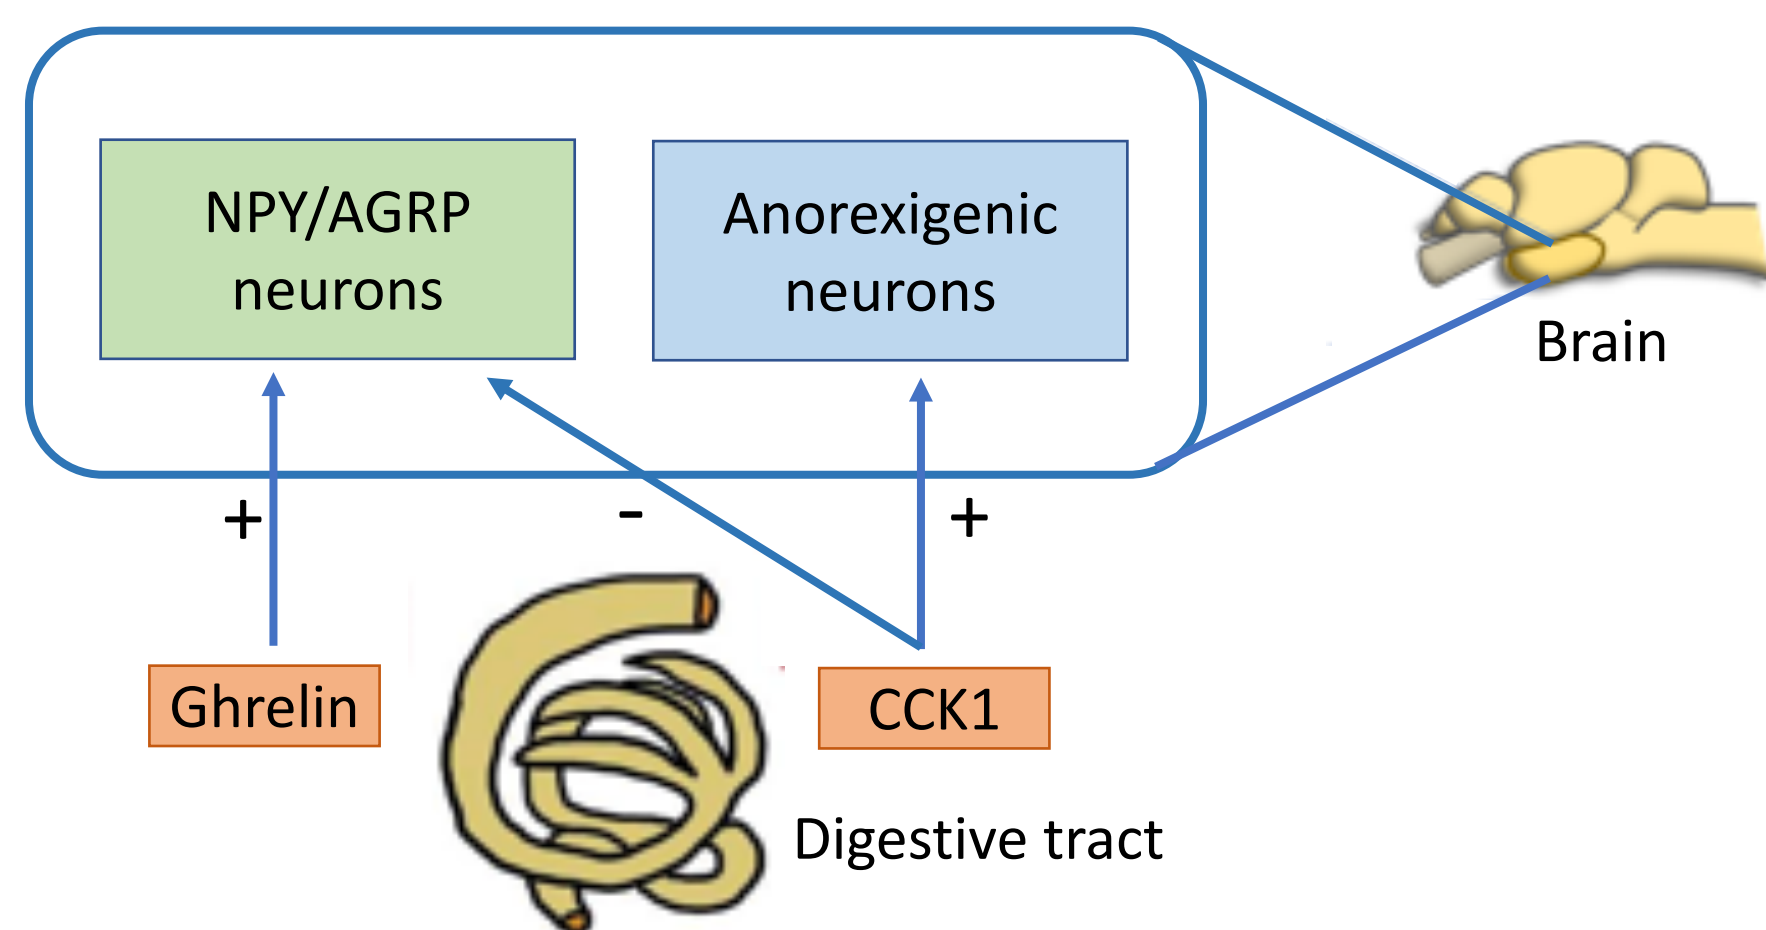 NPY/AGRP
neurons
Anorexigenic
neurons
Brain
+
-
+
Ghrelin
CCK1
Digestive tract